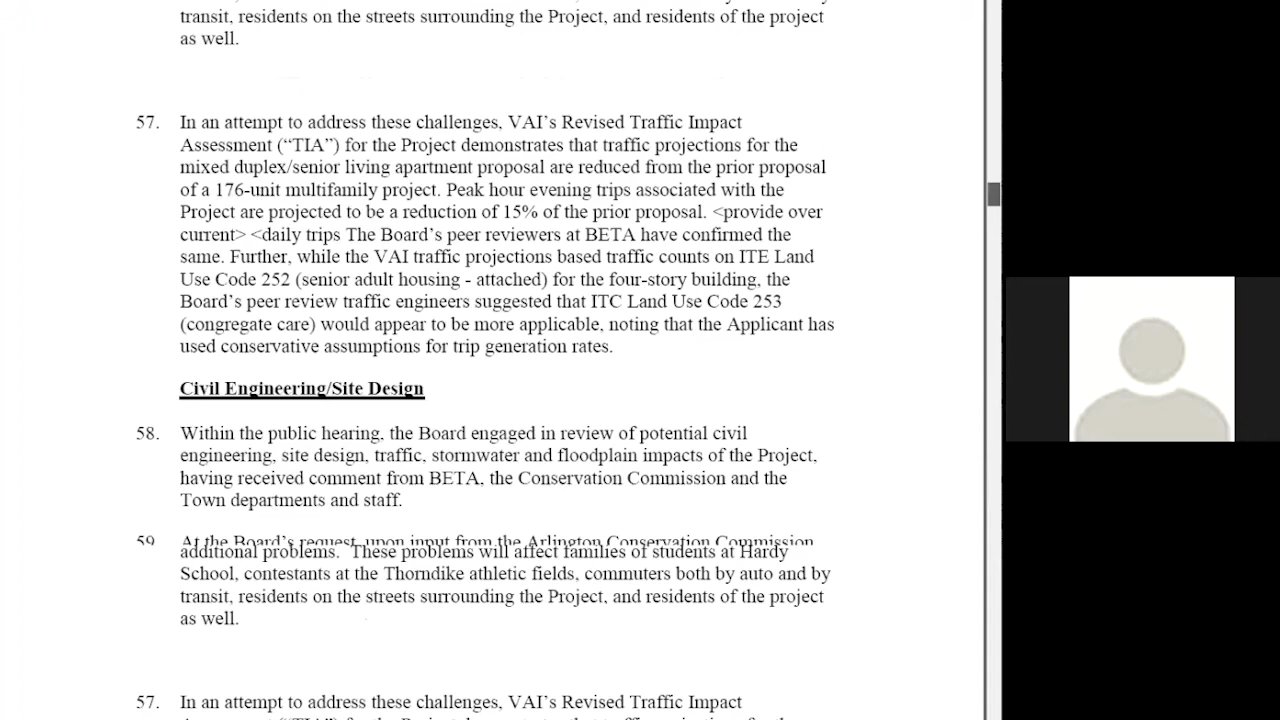 transit, residents on the streets surrounding the Project, and residents of the project
as well.
57. In an attempt to address these challenges, VAI's Revised Traffic Impact
Assessment (“TIA”) for the Project demonstrates that traffic projections for the
mixed duplex/senior living apartment proposal are reduced from the prior proposal
of a 176-unit multifamily project. Peak hour evening trips associated with the
Project are projected to be a reduction of 15% of the prior proposal. <provide over
current> <daily trips The Board's peer reviewers at BETA have confirmed the
same. Further, while the VAI traffic projections based traffic counts on ITE Land
Use Code 252 (senior adult housing - attached) for the four-story building, the
Board's peer review traffic engineers suggested that ITC Land Use Code 253
(congregate care) would appear to be more applicable, noting that the Applicant has
used conservative assumptions for trip generation rates.
Civil Engineering/Site Design
58. Within the public hearing, the Board engaged in review of potential civil
engineering, site design, traffic, stormwater and floodplain impacts of the Project,
having received comment from BETA, the Conservation Commission and the
Town departments and staff.
59 At the Board's request, upon input from the Arlington Conservation Commission
additional problems. These problems will affect families of students at Hardy
School, contestants at the Thorndike athletic fields, commuters both by auto and by
transit, residents on the streets surrounding the Project, and residents of the project
as well.
57. In an attempt to address these challenges, VAI's Revised Traffic Impact